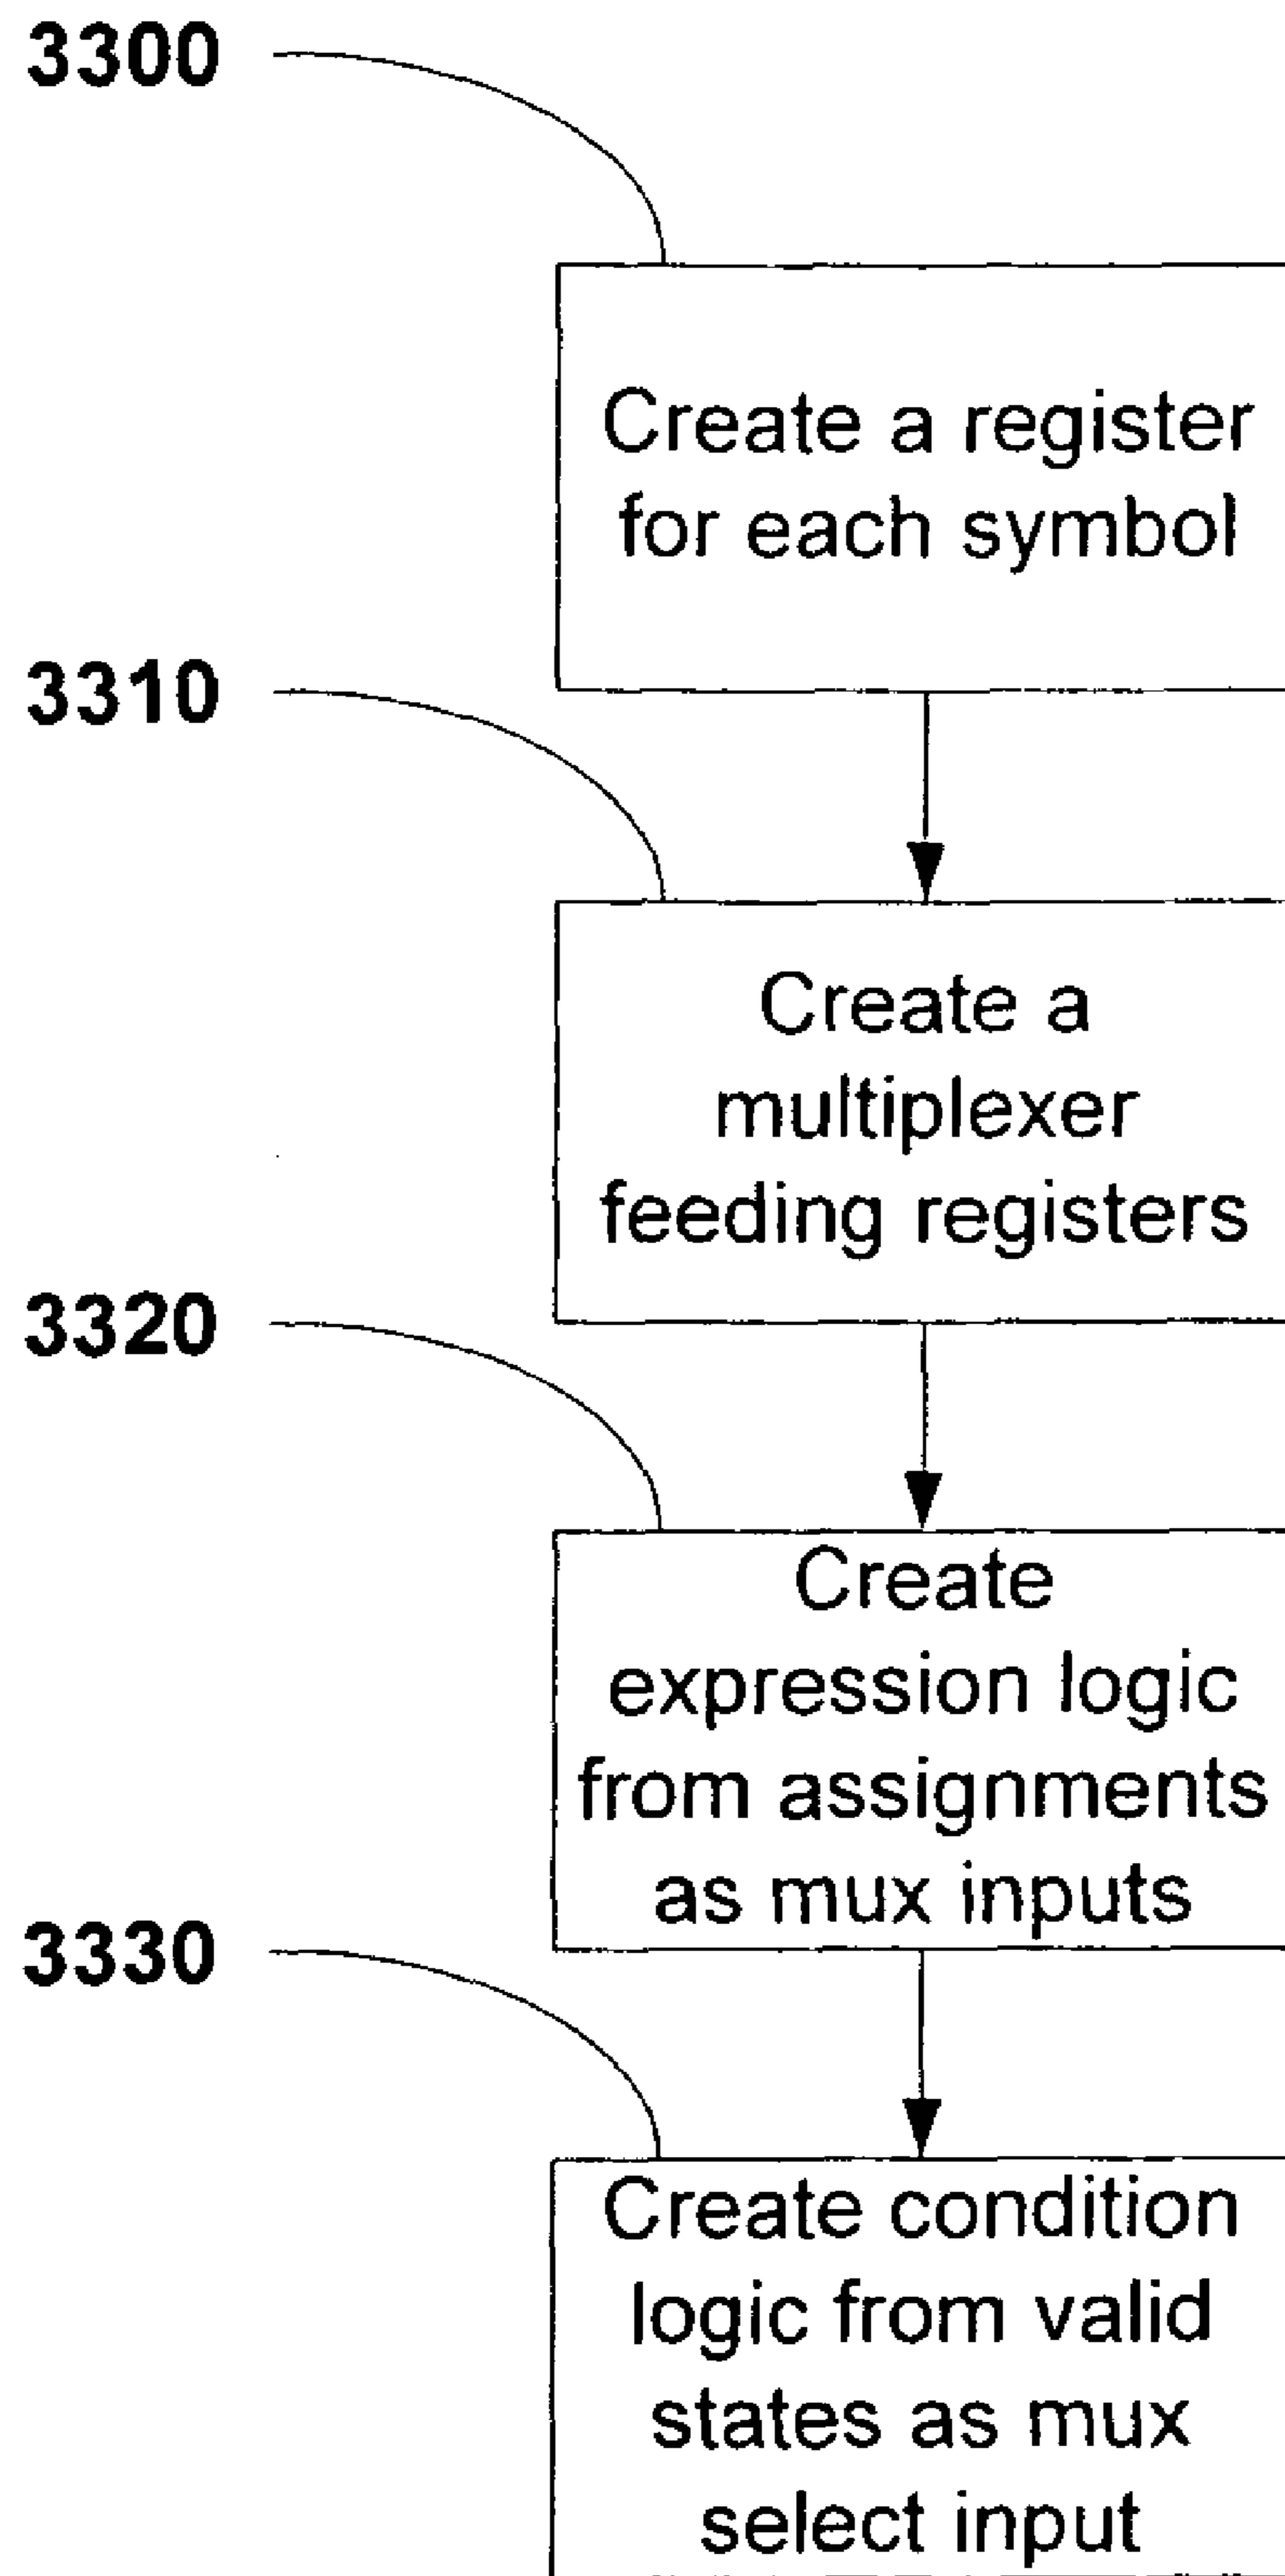 3300
Create a register
for each symbol
3310
Create a
multiplexer
feeding registers
3320
Create
expression logic
from assignments
as mux inputs
3330
Create condition
logic from valid
states as mux
select input